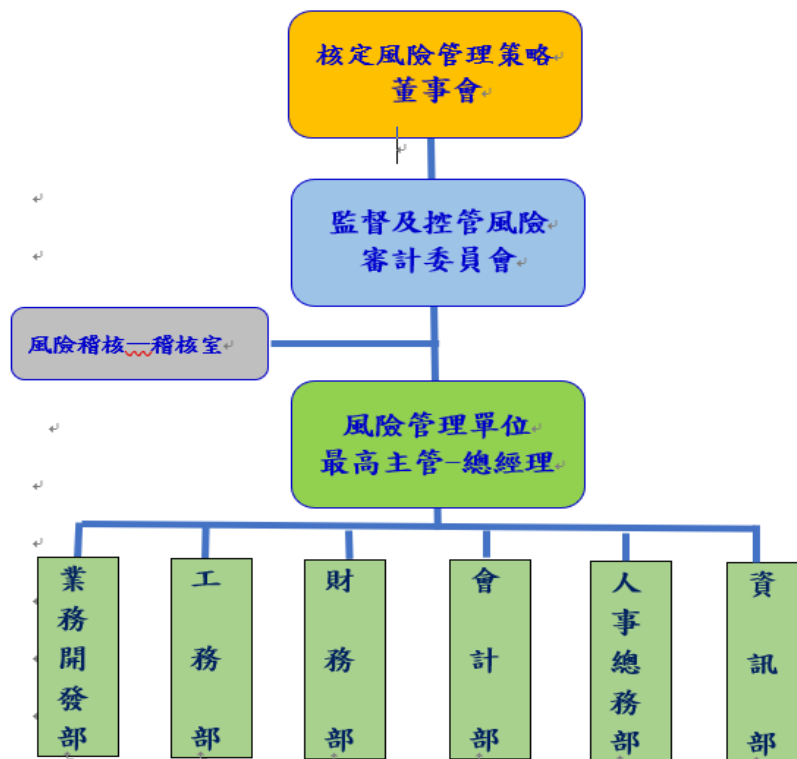 核定風險管理策略
董事會
監督及控管風險
審計委員會
風險稽核—稽核室
風險管理單位
最高主管-總經理
業務開發部
工務部
財務部
會計部
人事總務部
資訊部